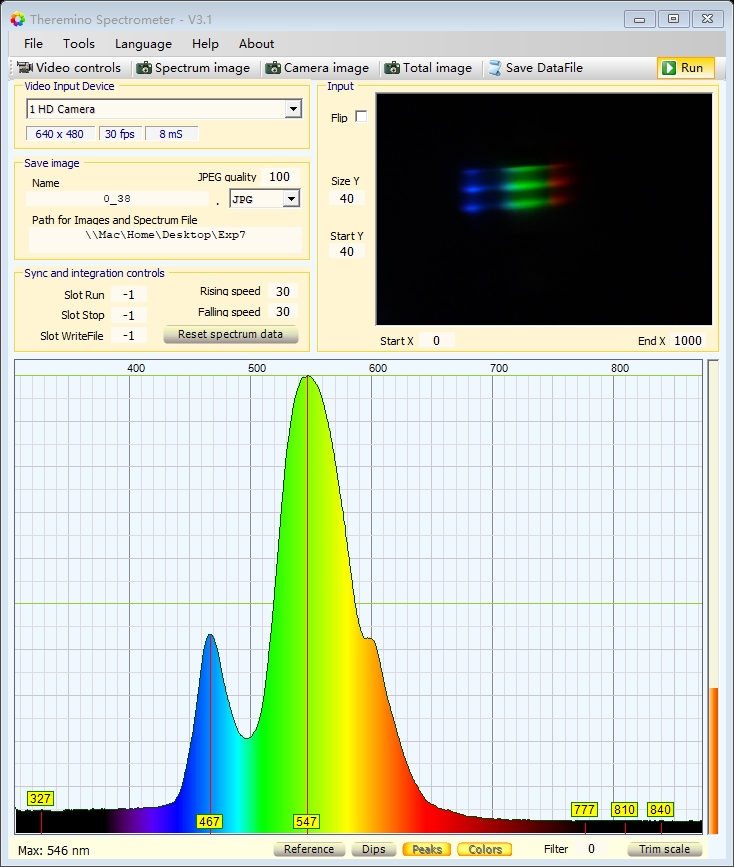 Theremino Spectrometer - V3.1
File Tools Language Help About
Video controls Spectrum image Camera image Total image Save DataFile Run
Video Input Device
1 HD Camera
640 x 480 30 fps 8 mS
Save image
Name JPEG quality 100
0_38 . JPG
Path for Images and Spectrum File
\\Mac\Home\Desktop\Exp7
Sync and integration controls
Slot Run -1 Rising speed 30
Slot Stop -1 Falling speed 30
Slot WriteFile -1 Reset spectrum data
Input
Flip
Size Y
40
Start Y
40
Start X 0 End X 1000
400 500 600 700 800
327
467 547
777 810 840
Max: 546 nm Reference Dips Peaks Colors Filter 0 Trim scale